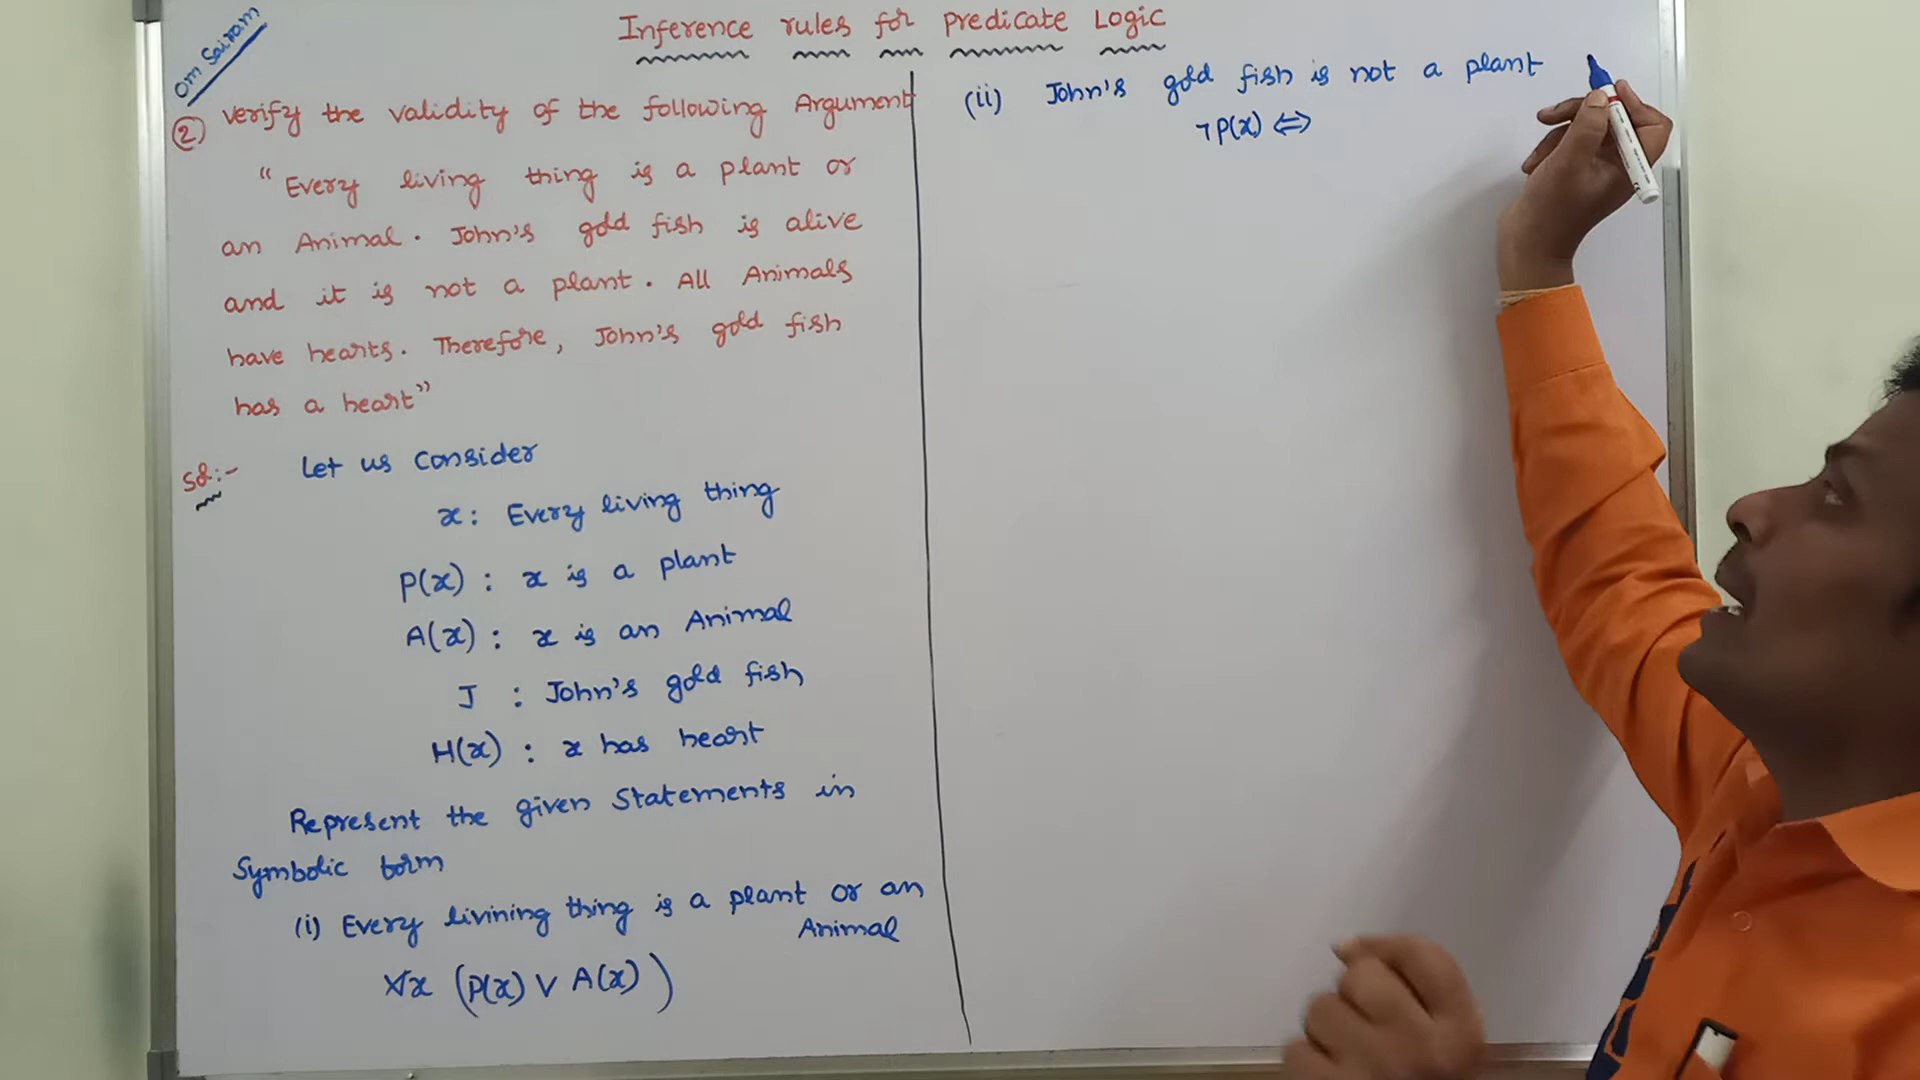 Om Sairam
Inference rules for predicate Logic
② verify the validity of the following Argument
“Every living thing is a plant or
an Animal. John's gold fish is alive
and it is not a plant. All Animals
have hearts. Therefore, John's gold fish
has a heart”
Sol:- Let us consider
x: Every living thing
P(x) : x is a plant
A(x) : x is an Animal
J : John's gold fish
H(x) : x has heart
Represent the given Statements in
Symbolic form
(i) Every livining thing is a plant or an
Animal
∀x (P(x) ∨ A(x))
(ii) John's gold fish is not a plant
¬P(x) ⇔